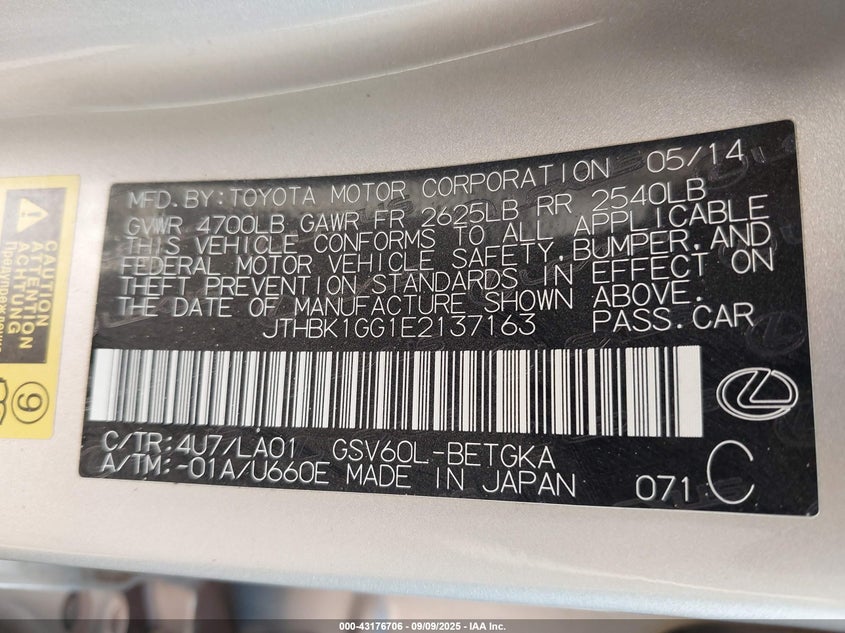 MFD. BY: TOYOTA MOTOR CORPORATION 05/14
GVWR 4700LB GAWR FR 2625LB RR 2540LB
THIS VEHICLE CONFORMS TO ALL APPLICABLE
FEDERAL MOTOR VEHICLE SAFETY, BUMPER, AND
THEFT PREVENTION STANDARDS IN EFFECT ON
THE DATE OF MANUFACTURE SHOWN ABOVE.
JTHBK1GG1E2137163 PASS. CAR
C/TR: 4U7/LA01 GSV60L-BETGKA
A/TM: -01A/U660E MADE IN JAPAN 071 C
CAUTION
ATTENTION
ACHTUNG
9
000-43176706 - 09/09/2025 - IAA Inc.